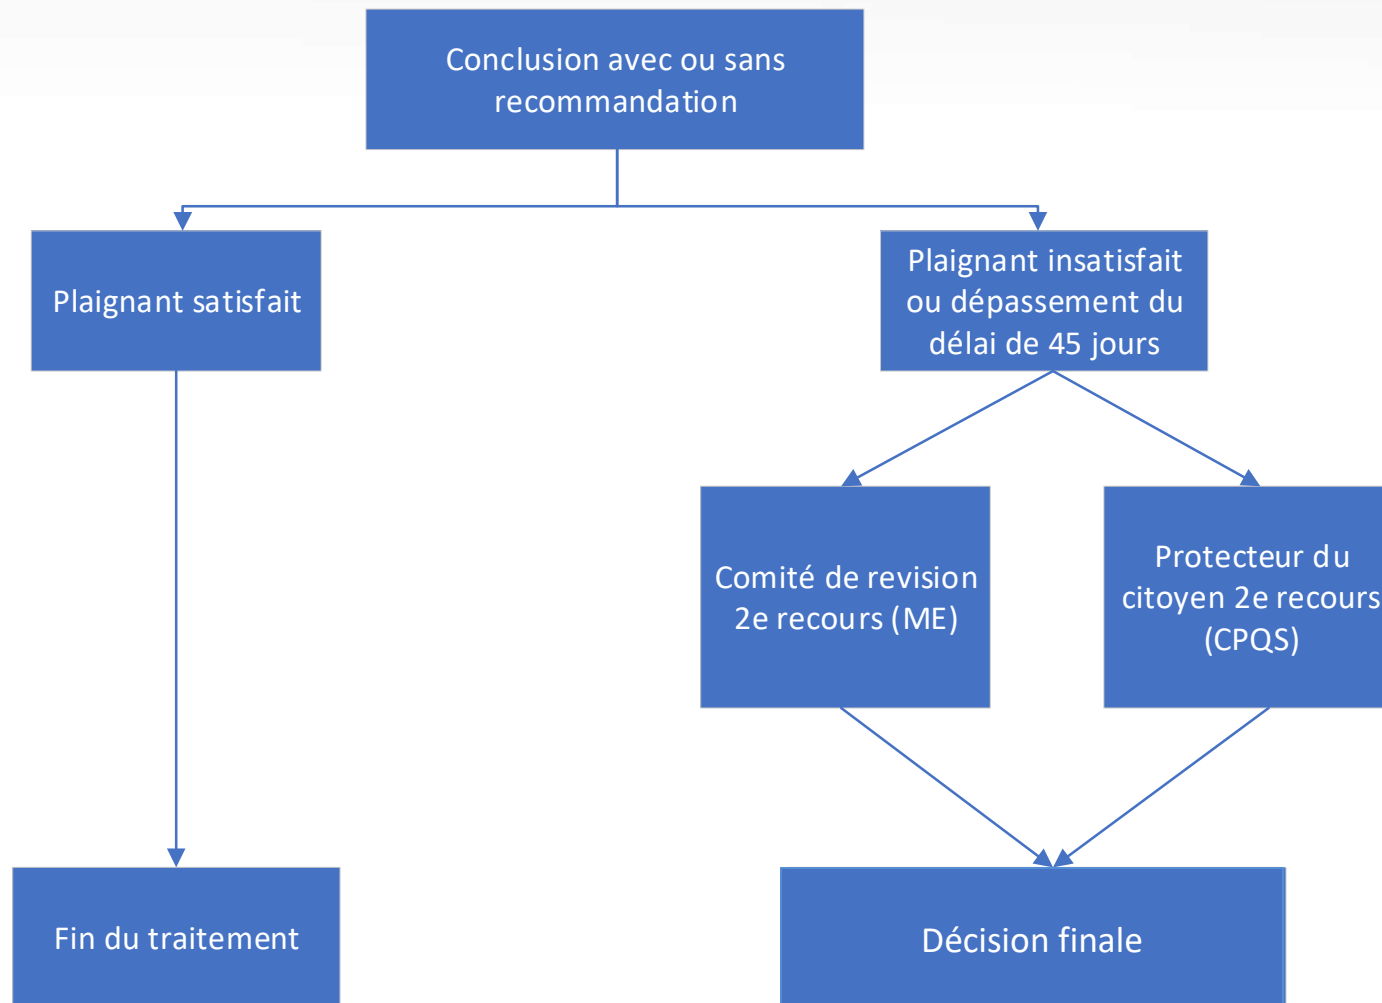 Conclusion avec ou sans
recommandation
Plaignant satisfait
Plaignant insatisfait
ou dépassement du
délai de 45 jours
Comité de revision
2e recours (ME)
Protecteur du
citoyen 2e recours
(CPQS)
Fin du traitement
Décision finale